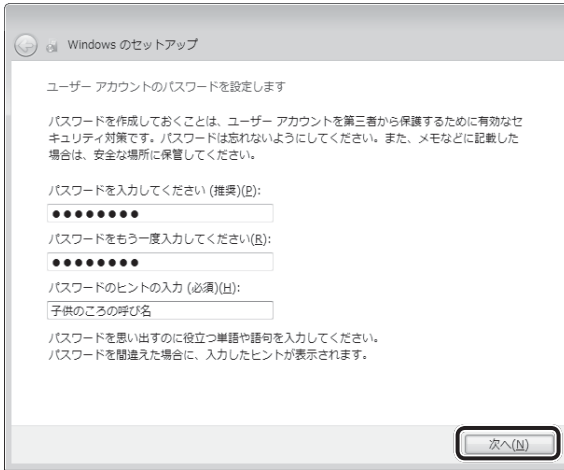 Windows のセットアップ
ユーザー アカウントのパスワードを設定します
パスワードを作成しておくことは、ユーザー アカウントを第三者から保護するために有効なセ
キュリティ対策です。パスワードは忘れないようにしてください。また、メモなどに記載した
場合は、安全な場所に保管してください。
パスワードを入力してください (推奨)(P):
●●●●●●●●
パスワードをもう一度入力してください(R):
●●●●●●●●
パスワードのヒントの入力 (必須)(H):
子供のころの呼び名
パスワードを思い出すのに役立つ単語や語句を入力してください。
パスワードを間違えた場合に、入力したヒントが表示されます。
次へ(N)